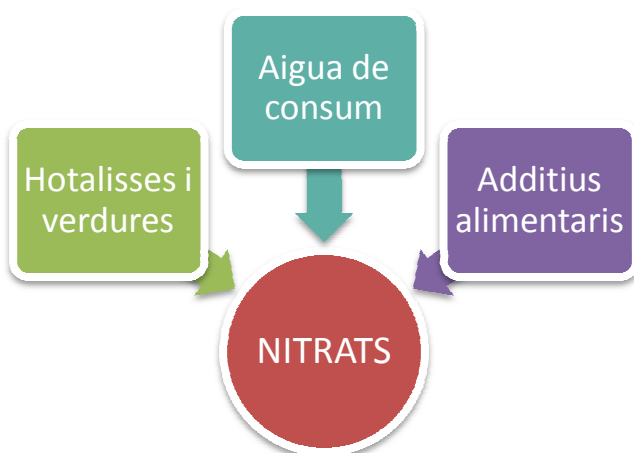 Aigua de
consum
Hotalisses i
verdures
Additius
alimentaris
NITRATS